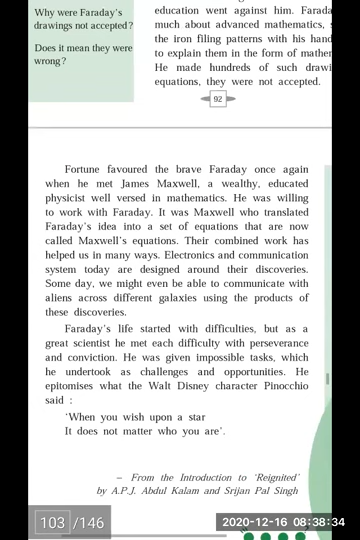 Why were Faraday's
drawings not accepted?
Does it mean they were
wrong?
education went against him.
much about advanced mathematics,
the iron filing patterns with his hand
to explain them in the form of
He made hundreds of such
equations, they were not accepted.
92
Fortune favoured the brave Faraday once again
when he met James Maxwell, a wealthy, educated
physicist well versed in mathematics. He was willing
to work with Faraday. It was Maxwell who translated
Faraday's idea into a set of equations that are now
called Maxwell's equations. Their combined work has
helped us in many ways. Electronics and communication
system today are designed around their discoveries.
Some day, we might even be able to communicate with
aliens across different galaxies using the products of
these discoveries.
Faraday's life started with difficulties, but as a
great scientist he met each difficulty with perseverance
and conviction. He was given impossible tasks, which
he undertook as challenges and opportunities. He
epitomises what the Walt Disney character Pinocchio
said :
'When you wish upon a star
It does not matter who you are'.
– From the Introduction to 'Reignited'
by A.P.J. Abdul Kalam and Srijan Pal Singh
103 /146
2020-12-16 08:38:34